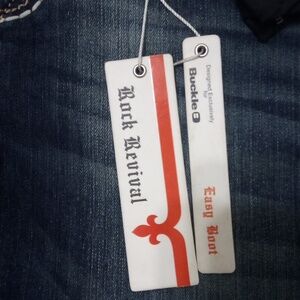 Rock Revival
Designed Exclusively
for
Buckle B
Easy Boot